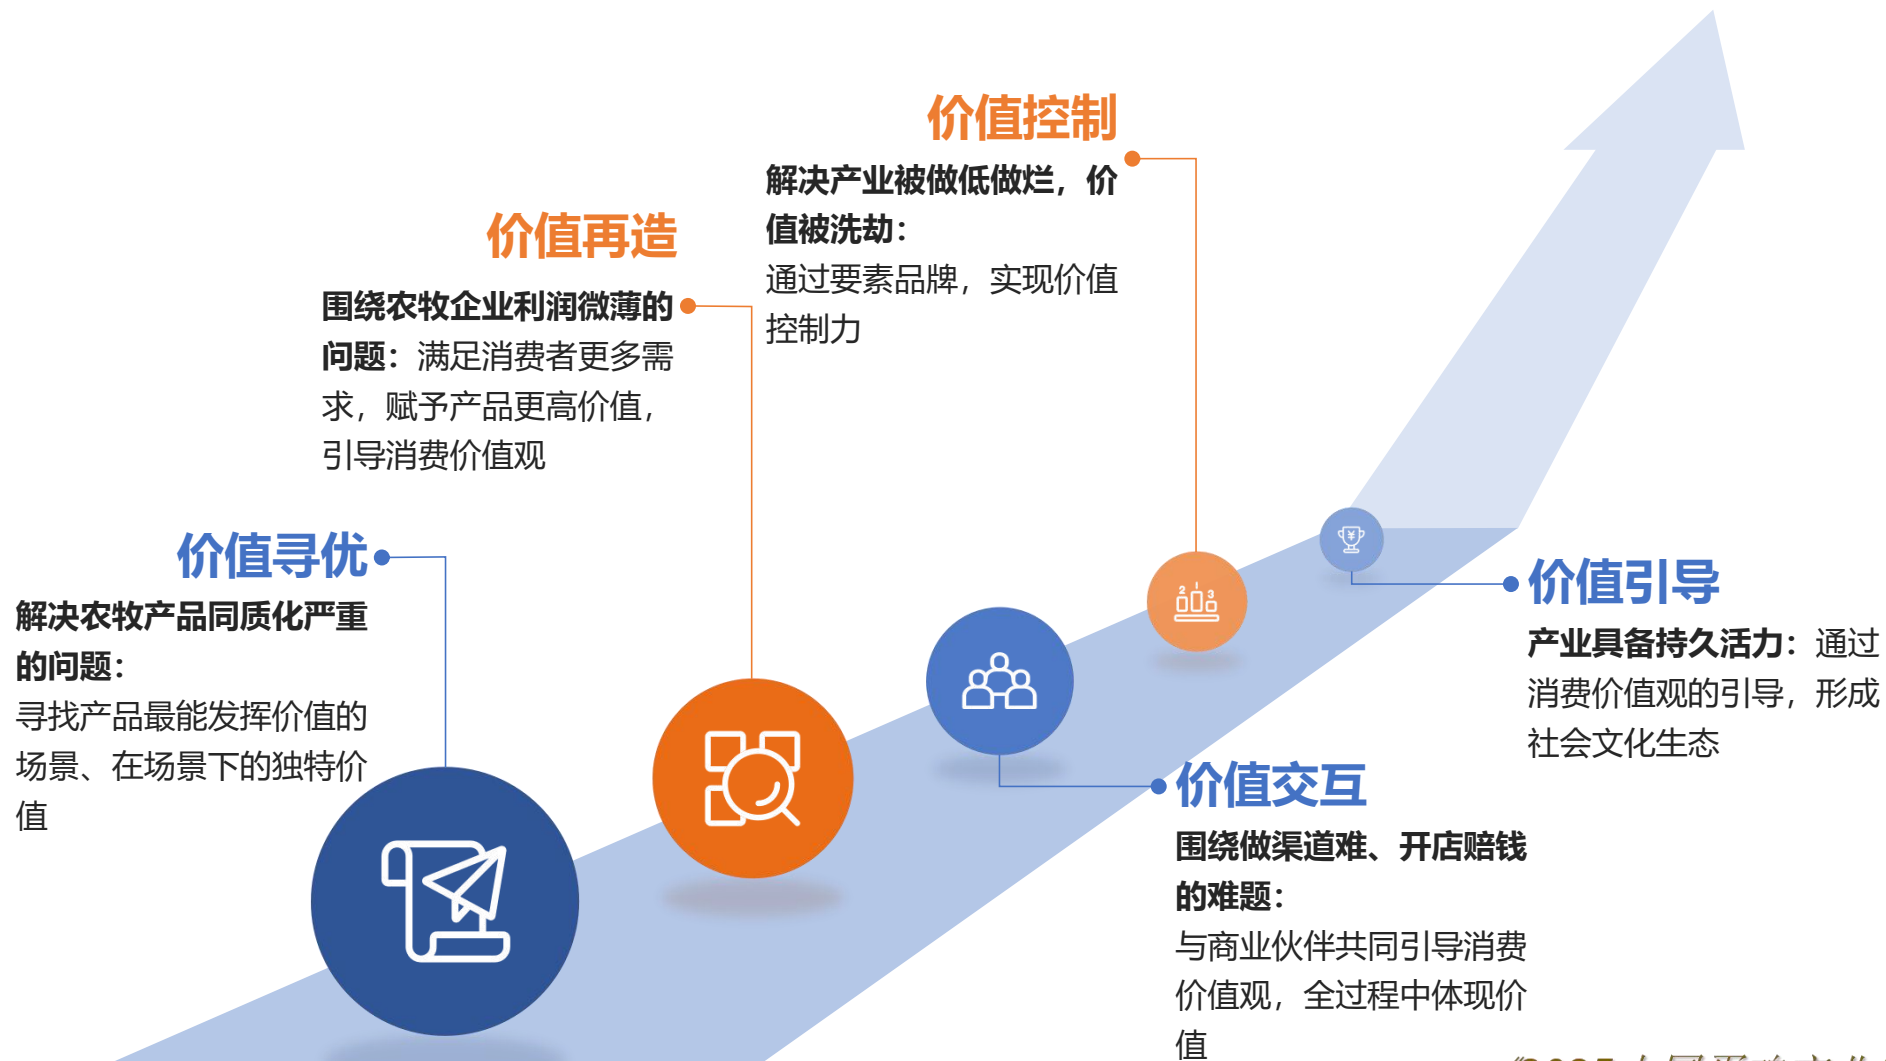 价值控制
解决产业被做低做烂，价
值被洗劫：
通过要素品牌，实现价值
控制力
价值再造
围绕农牧企业利润微薄的
问题：满足消费者更多需
求，赋予产品更高价值，
引导消费价值观
价值寻优
解决农牧产品同质化严重
的问题：
寻找产品最能发挥价值的
场景、在场景下的独特价
值
2 3
¥
价值引导
产业具备持久活力：通过
消费价值观的引导，形成
社会文化生态
价值交互
围绕做渠道难、开店赔钱
的难题：
与商业伙伴共同引导消费
价值观，全过程中体现价
值